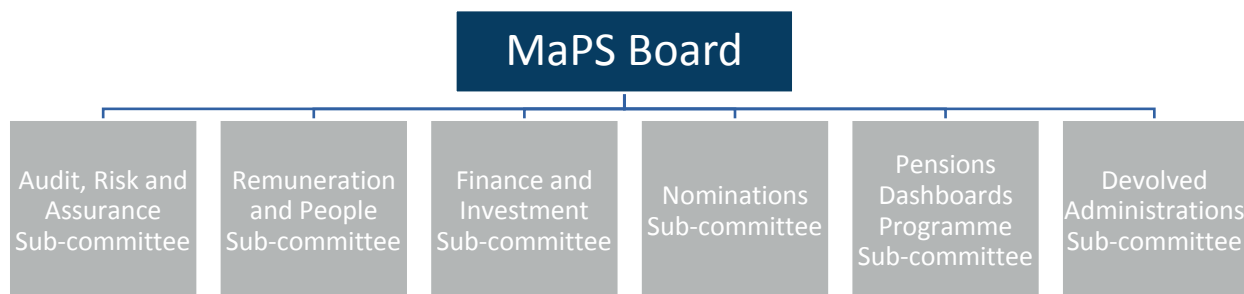 MaPS Board
Audit, Risk and
Assurance
Sub-committee
Remuneration
and People
Sub-committee
Finance and
Investment
Sub-committee
Nominations
Sub-committee
Pensions
Dashboards
Programme
Sub-committee
Devolved
Administrations
Sub-committee